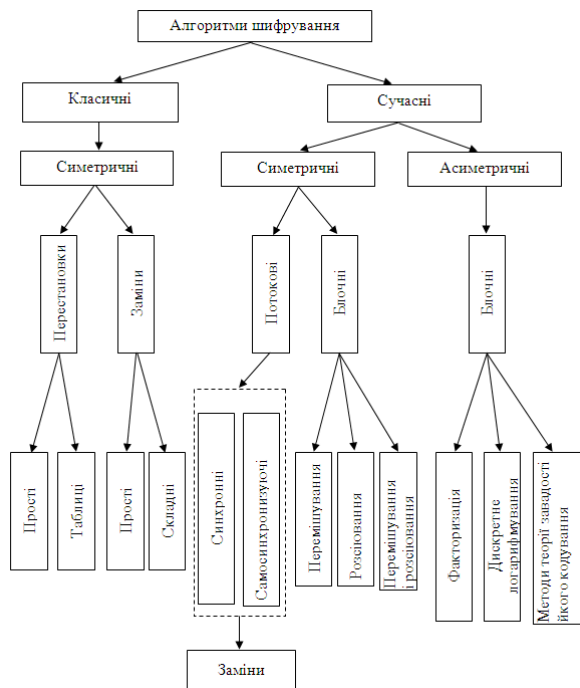 Алгоритми шифрування
Класичні
Сучасні
Симетричні
Симетричні
Асиметричні
Перестановки
Заміни
Потокові
Блочні
Блочні
Прості
Таблиці
Прості
Складні
Синхронні
Самосинхронизуючі
Перемішування
Розсіювання
Перемішування
і розсіювання
Факторизація
Дискретне
логарифмування
Методи теорії завадості
йкого кодування
Заміни